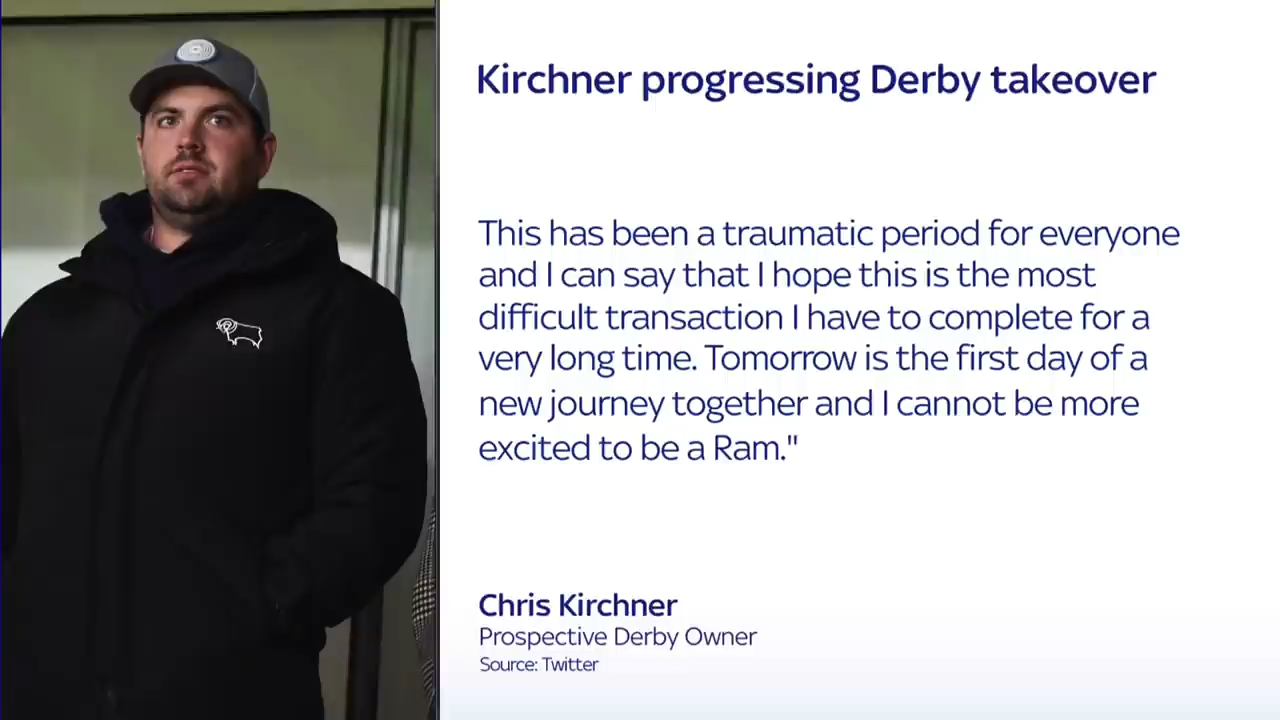 Kirchner progressing Derby takeover
This has been a traumatic period for everyone
and I can say that I hope this is the most
difficult transaction I have to complete for a
very long time. Tomorrow is the first day of a
new journey together and I cannot be more
excited to be a Ram."
Chris Kirchner
Prospective Derby Owner
Source: Twitter